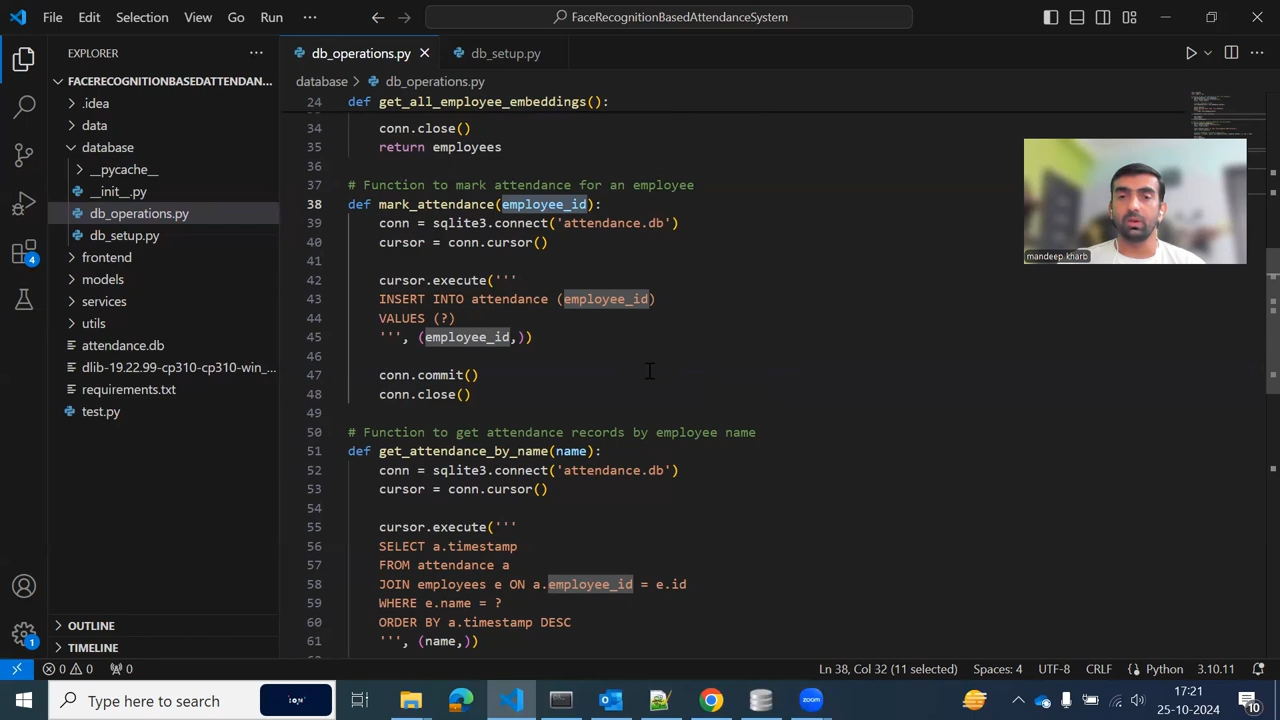 File Edit Selection View Go Run ···
FaceRecognitionBasedAttendanceSystem
EXPLORER
FACERECOGNITIONBASEDATTENDAN...
.idea
data
database
__pycache__
__init__.py
db_operations.py
db_setup.py
frontend
models
services
utils
attendance.db
dlib-19.22.99-cp310-cp310-win_...
requirements.txt
test.py
OUTLINE
TIMELINE
4
1
db_operations.py
db_setup.py
database > db_operations.py
24 def get_all_employee_embeddings():
34 conn.close()
35 return employees
36
37 # Function to mark attendance for an employee
38 def mark_attendance(employee_id):
39 conn = sqlite3.connect('attendance.db')
40 cursor = conn.cursor()
41
42 cursor.execute('''
43 INSERT INTO attendance (employee_id)
44 VALUES (?)
45 ''', (employee_id,))
46
47 conn.commit()
48 conn.close()
49
50 # Function to get attendance records by employee name
51 def get_attendance_by_name(name):
52 conn = sqlite3.connect('attendance.db')
53 cursor = conn.cursor()
54
55 cursor.execute('''
56 SELECT a.timestamp
57 FROM attendance a
58 JOIN employees e ON a.employee_id = e.id
59 WHERE e.name = ?
60 ORDER BY a.timestamp DESC
61 ''', (name,))
mandeep kharb
0 0 0
Ln 38, Col 32 (11 selected) Spaces: 4 UTF-8 CRLF Python 3.10.11
Type here to search
zoom
17:21
25-10-2024
10